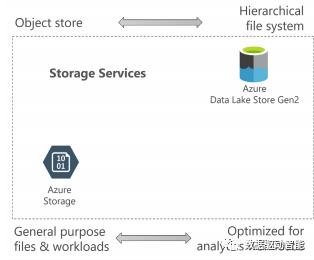 Object store
Hierarchical
file system
Storage Services
Azure
Data Lake Store Gen2
10
01
Azure
Storage
General purpose
files & workloads
Optimized for
analytics
数据驱动智能